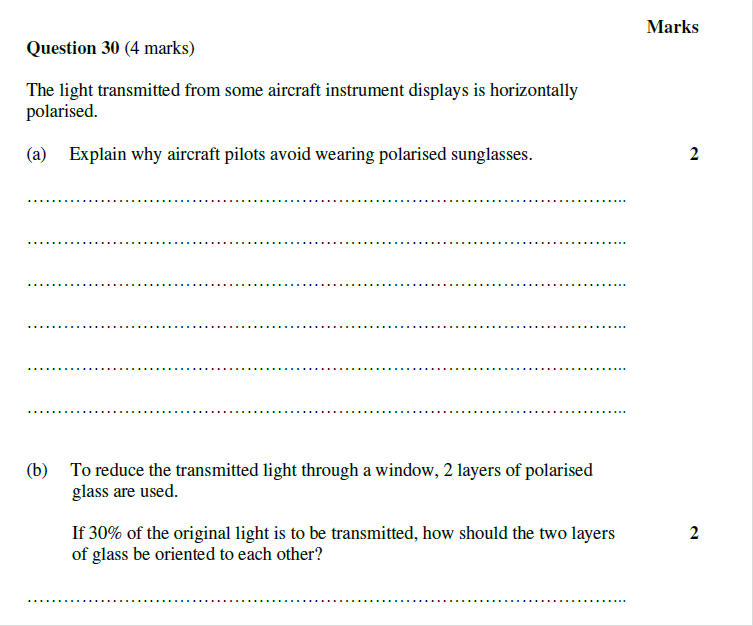 Marks
Question 30 (4 marks)
The light transmitted from some aircraft instrument displays is horizontally
polarised.
(a) Explain why aircraft pilots avoid wearing polarised sunglasses. 2
…………………………………………………………………………………..
…………………………………………………………………………………..
…………………………………………………………………………………..
…………………………………………………………………………………..
…………………………………………………………………………………..
…………………………………………………………………………………..
(b) To reduce the transmitted light through a window, 2 layers of polarised
glass are used.
If 30% of the original light is to be transmitted, how should the two layers 2
of glass be oriented to each other?
…………………………………………………………………………………..